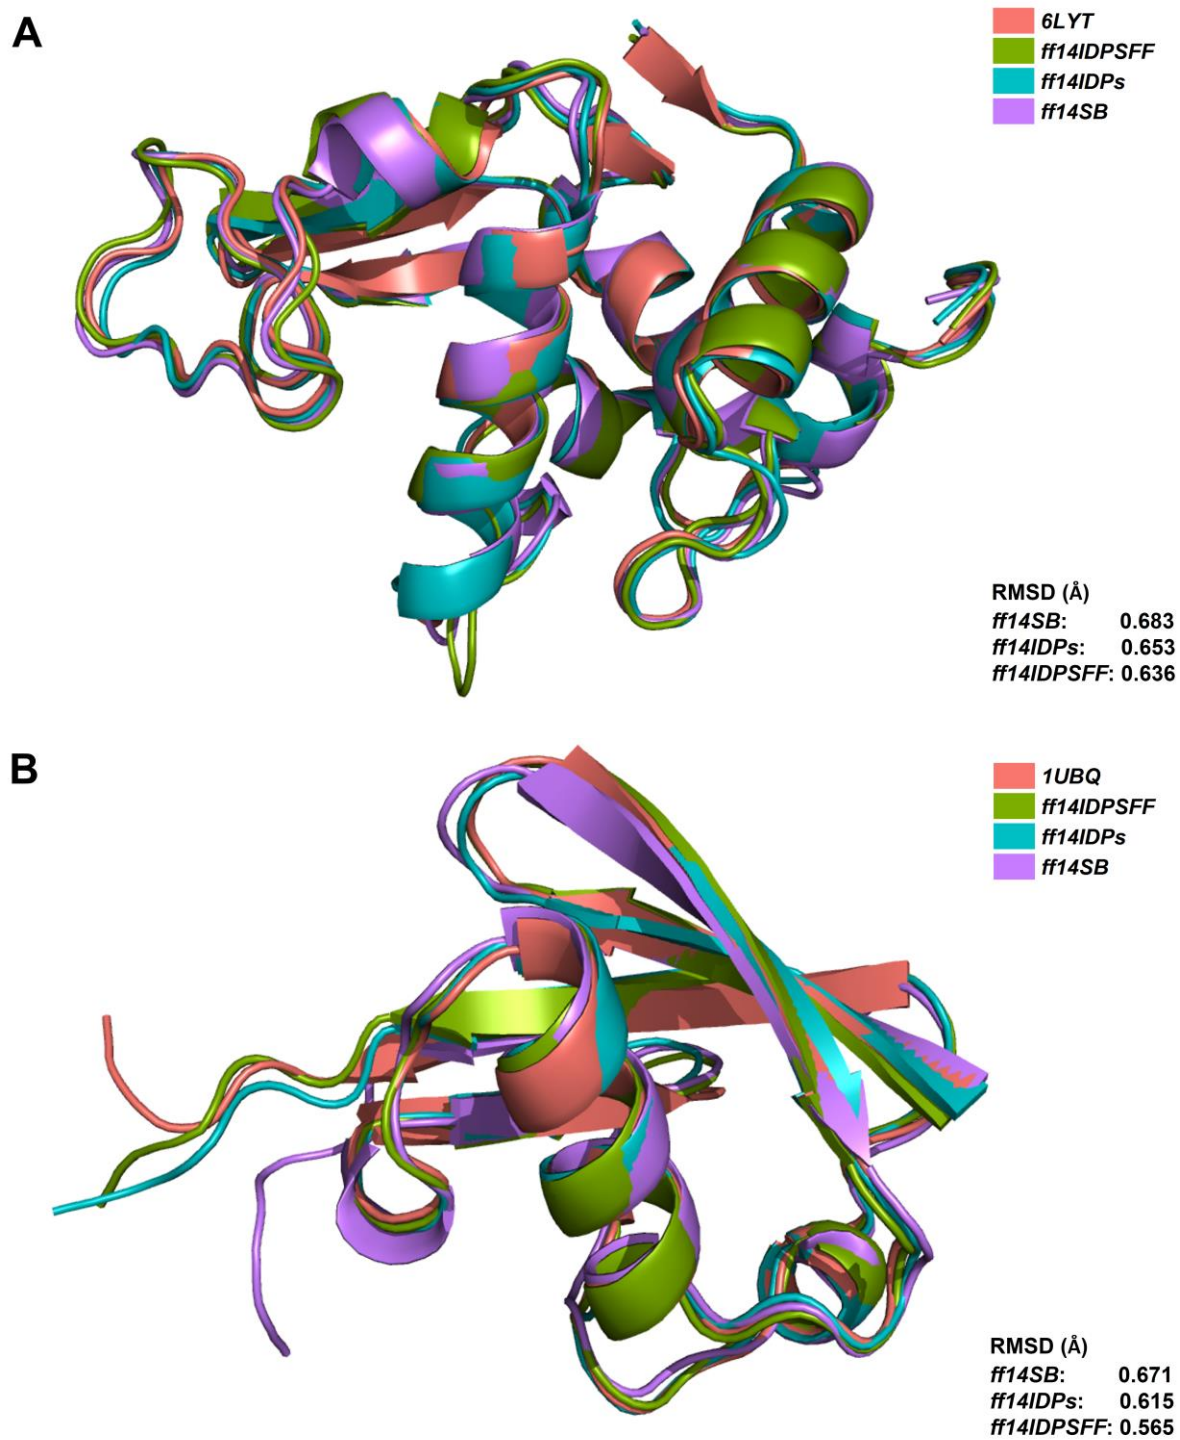 A
6LYT
ff14IDPSFF
ff14IDPs
ff14SB
RMSD (Å)
ff14SB: 0.683
ff14IDPs: 0.653
ff14IDPSFF: 0.636
B
1UBQ
ff14IDPSFF
ff14IDPs
ff14SB
RMSD (Å)
ff14SB: 0.671
ff14IDPs: 0.615
ff14IDPSFF: 0.565